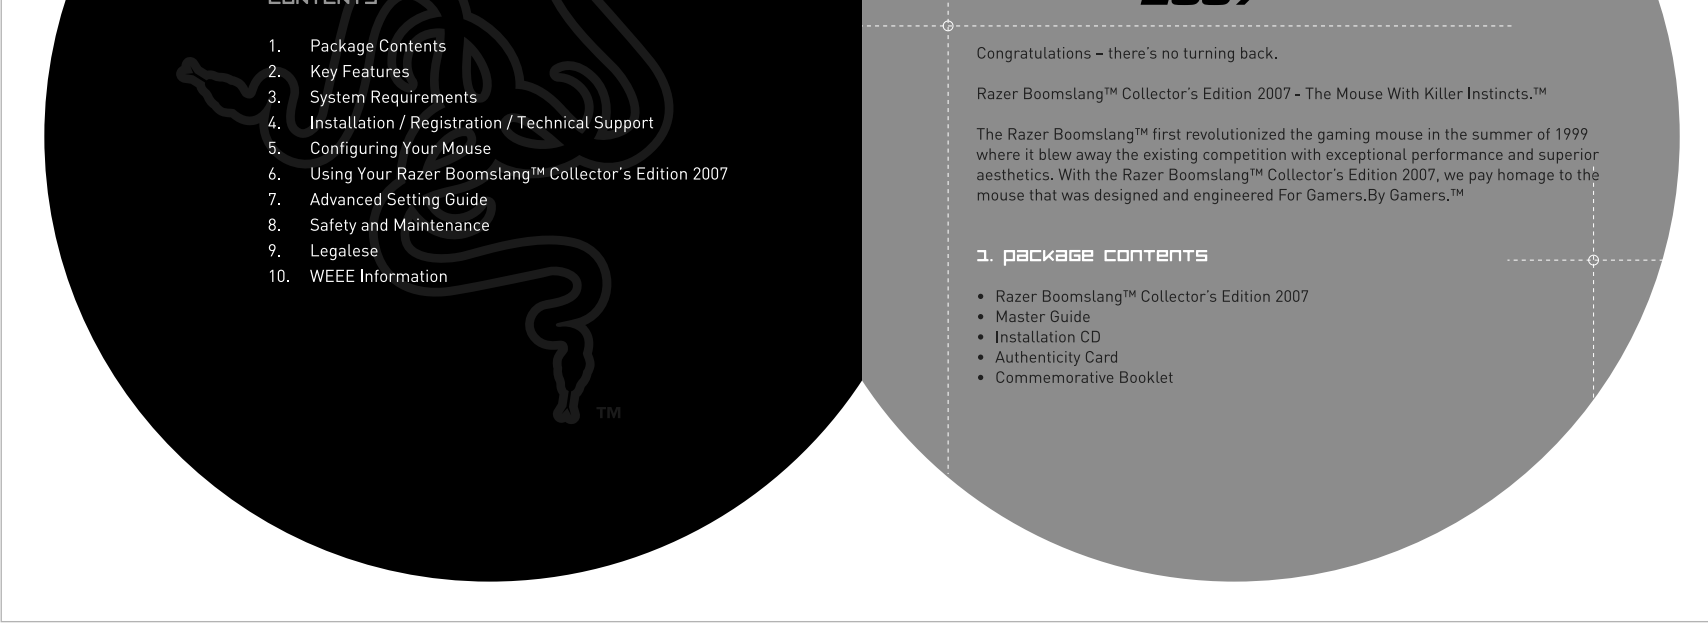 CONTENTS
1. Package Contents
2. Key Features
3. System Requirements
4. Installation / Registration / Technical Support
5. Configuring Your Mouse
6. Using Your Razer Boomslang™ Collector's Edition 2007
7. Advanced Setting Guide
8. Safety and Maintenance
9. Legalese
10. WEEE Information
TM
2007
Congratulations – there's no turning back.
Razer Boomslang™ Collector's Edition 2007 - The Mouse With Killer Instincts.™
The Razer Boomslang™ first revolutionized the gaming mouse in the summer of 1999
where it blew away the existing competition with exceptional performance and superior
aesthetics. With the Razer Boomslang™ Collector's Edition 2007, we pay homage to the
mouse that was designed and engineered For Gamers.By Gamers.™
1. package contents
• Razer Boomslang™ Collector's Edition 2007
• Master Guide
• Installation CD
• Authenticity Card
• Commemorative Booklet